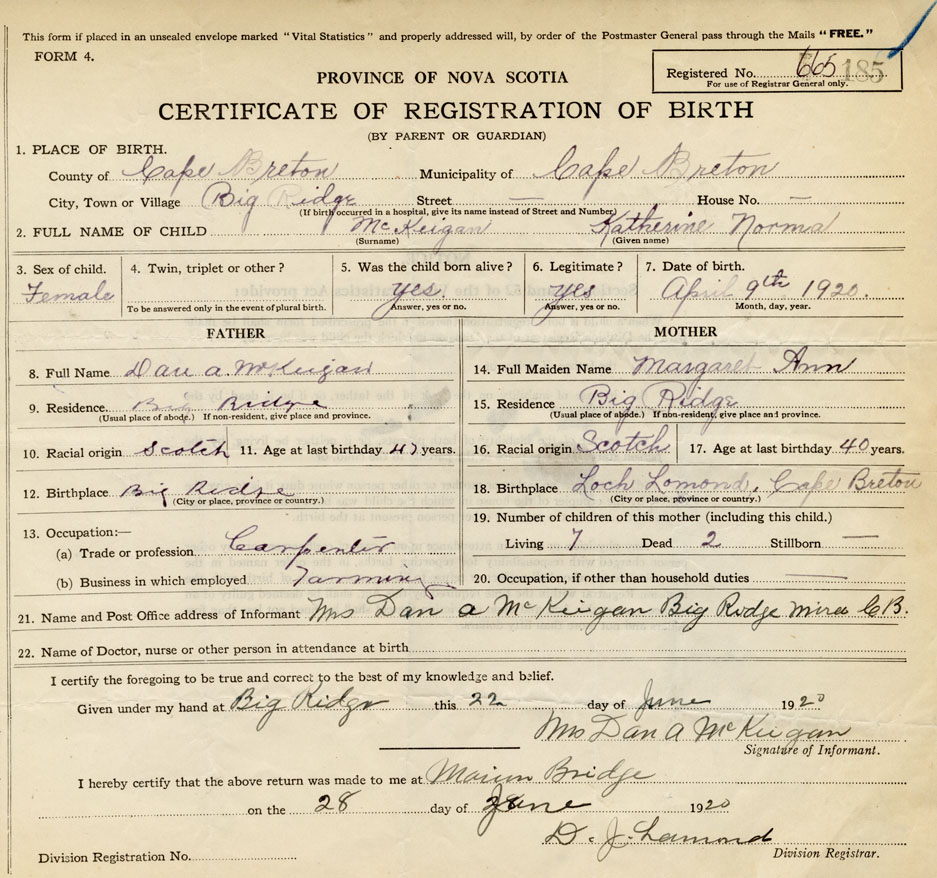 This form if placed in an unsealed envelope marked "Vital Statistics" and properly addressed will, by order of the Postmaster General pass through the Mails "FREE."
FORM 4.
PROVINCE OF NOVA SCOTIA
Registered No. 665 185
For use of Registrar General only.
CERTIFICATE OF REGISTRATION OF BIRTH
(BY PARENT OR GUARDIAN)
1. PLACE OF BIRTH.
County of Cape Breton Municipality of Cape Breton
City, Town or Village Big Ridge Street — House No. —
(If birth occurred in a hospital, give its name instead of Street and Number)
2. FULL NAME OF CHILD McKeigan Katherine Norma
(Surname) (Given name)
3. Sex of child. 4. Twin, triplet or other? 5. Was the child born alive? 6. Legitimate? 7. Date of birth.
Female yes. yes April 9th 1920.
To be answered only in the event of plural birth. Answer, yes or no. Answer, yes or no. Month, day, year.
FATHER MOTHER
8. Full Name Dan a. McKeigan 14. Full Maiden Name Margaret Ann
9. Residence. Big Ridge 15. Residence Big Ridge
(Usual place of abode.) If non-resident, give place and province. (Usual place of abode.) If non-resident, give place and province.
10. Racial origin Scotch 11. Age at last birthday 47 years. 16. Racial origin Scotch 17. Age at last birthday 40 years.
12. Birthplace Big Ridge 18. Birthplace Loch Lomond, Cape Breton
(City or place, province or country.) (City or place, province or country.)
13. Occupation:— 19. Number of children of this mother (including this child.)
(a) Trade or profession Carpenter Living 7 Dead 2 Stillborn —
(b) Business in which employed Farming 20. Occupation, if other than household duties —
21. Name and Post Office address of Informant Mrs Dan a McKeigan Big Ridge mira C B.
22. Name of Doctor, nurse or other person in attendance at birth
I certify the foregoing to be true and correct to the best of my knowledge and belief.
Given under my hand at Big Ridge this 22 day of June 1920
Mrs Dan A McKeigan
Signature of Informant.
I hereby certify that the above return was made to me at Marion Bridge
on the 28 day of June 1920
D. J. Lamond
Division Registration No. Division Registrar.